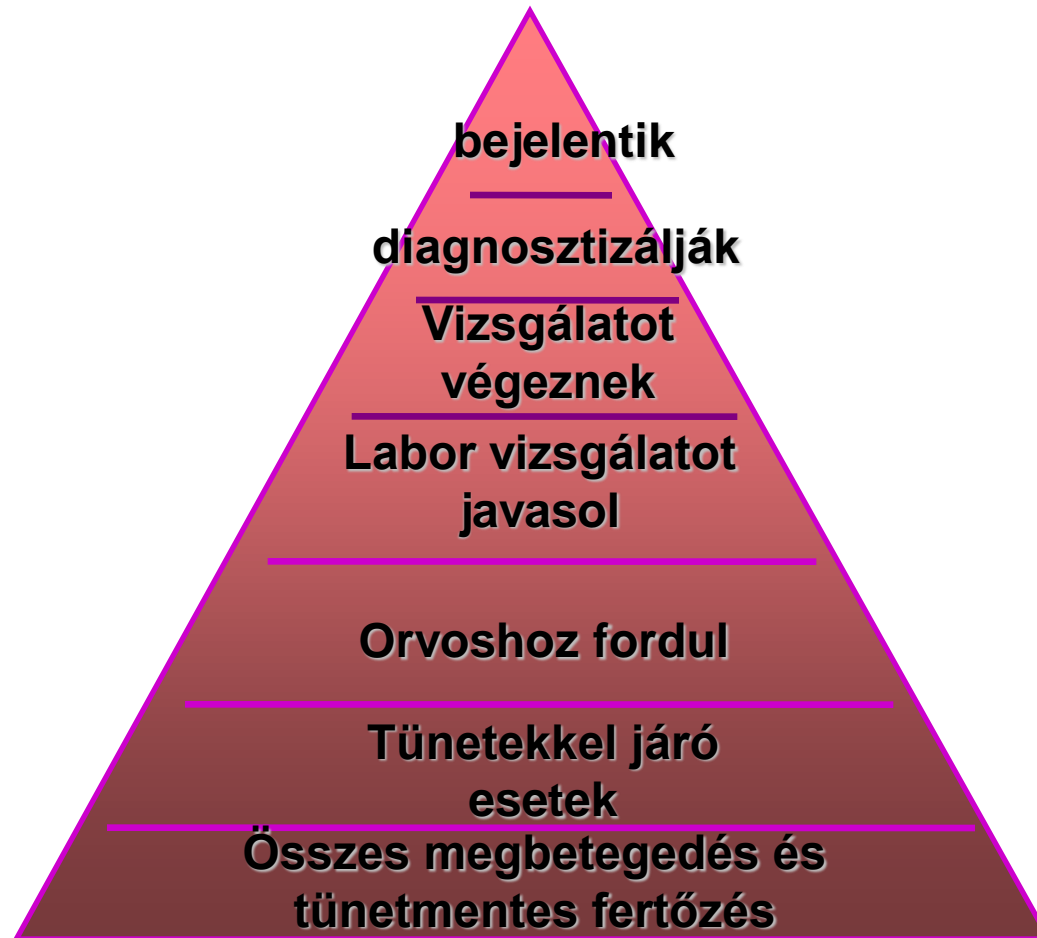 bejelentik
diagnosztizálják
Vizsgálatot
végeznek
Labor vizsgálatot
javasol
Orvoshoz fordul
Tünetekkel járó
esetek
Összes megbetegedés és
tünetmentes fertőzés